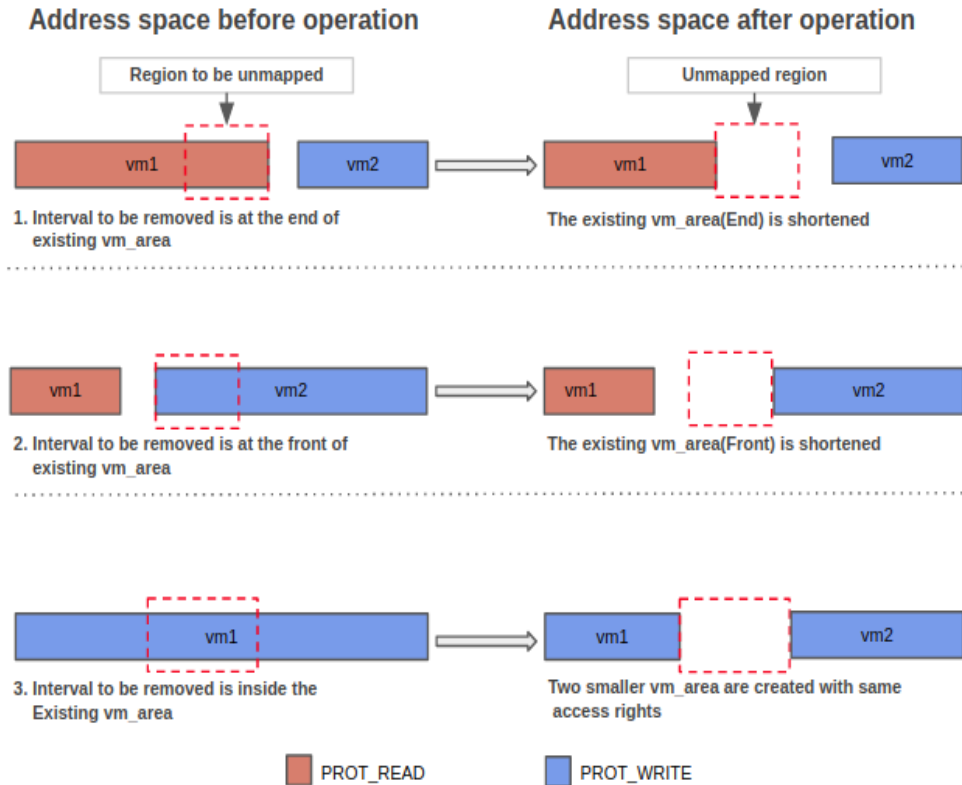 Address space before operation
Address space after operation
Region to be unmapped
Unmapped region
vm1
vm2
vm1
vm2
1. Interval to be removed is at the end of
existing vm_area
The existing vm_area(End) is shortened
vm1
vm2
vm1
vm2
2. Interval to be removed is at the front of
existing vm_area
The existing vm_area(Front) is shortened
vm1
vm1
vm2
3. Interval to be removed is inside the
Existing vm_area
Two smaller vm_area are created with same
access rights
PROT_READ
PROT_WRITE